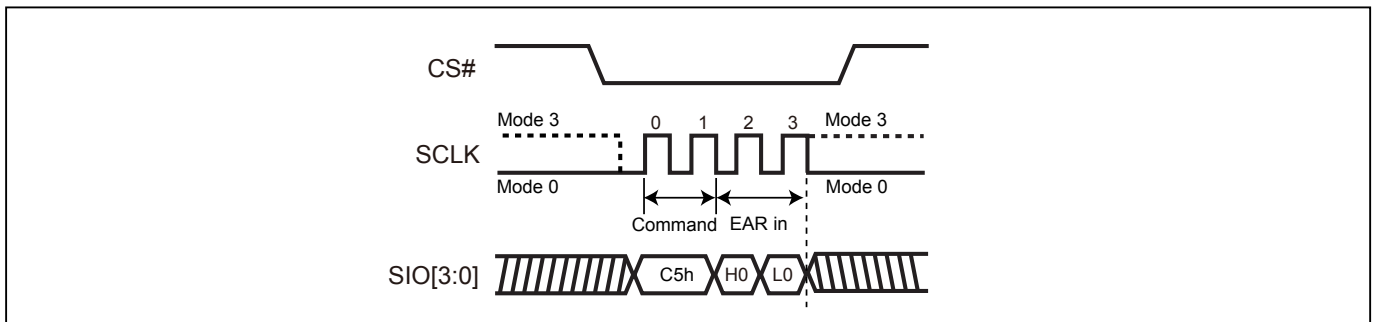 CS#
Mode 3 0 1 2 3 Mode 3
SCLK
Mode 0 Mode 0
Command EAR in
SIO[3:0] C5h H0 L0